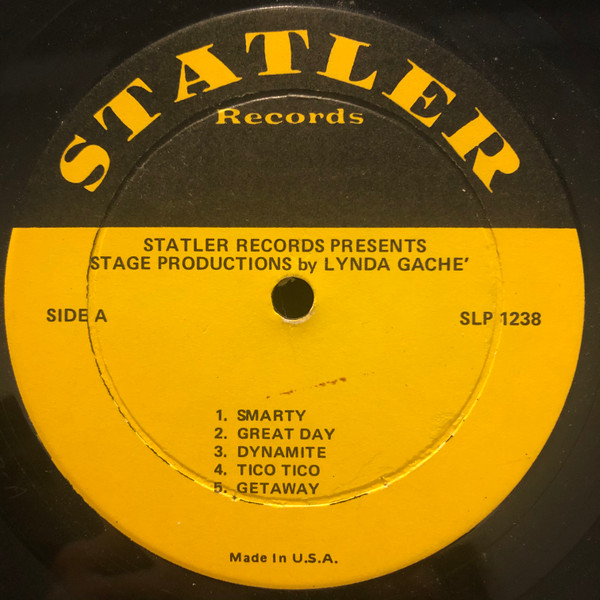 STATLER
Records
STATLER RECORDS PRESENTS
STAGE PRODUCTIONS by LYNDA GACHE'
SIDE A
SLP 1238
1. SMARTY
2. GREAT DAY
3. DYNAMITE
4. TICO TICO
5. GETAWAY
Made In U.S.A.